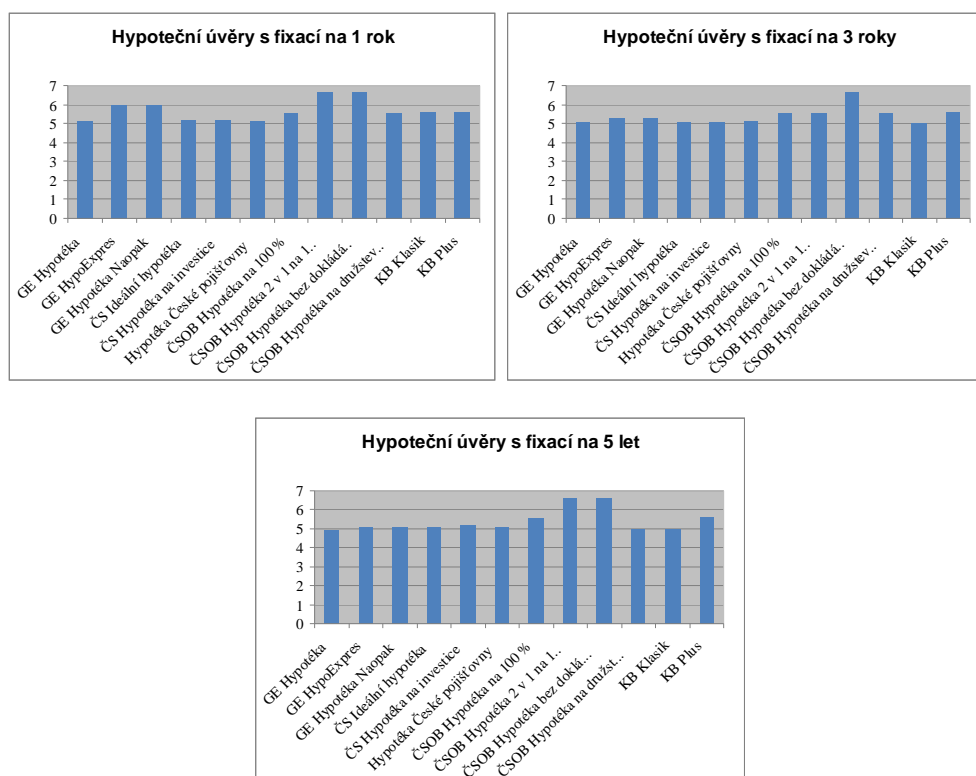 Hypoteční úvěry s fixací na 1 rok
7
6
5
4
3
2
1
0
GE Hypotéka
GE HypoExpres
GE Hypotéka Naopak
ČS Ideální hypotéka
ČS Hypotéka na investice
Hypotéka České pojišťovny
ČSOB Hypotéka na 100 %
ČSOB Hypotéka 2 v 1 na 1..
ČSOB Hypotéka bez dokládá..
ČSOB Hypotéka na družstev..
KB Klasik
KB Plus
Hypoteční úvěry s fixací na 3 roky
7
6
5
4
3
2
1
0
GE Hypotéka
GE HypoExpres
GE Hypotéka Naopak
ČS Ideální hypotéka
ČS Hypotéka na investice
Hypotéka České pojišťovny
ČSOB Hypotéka na 100 %
ČSOB Hypotéka 2 v 1 na 1..
ČSOB Hypotéka bez dokládá..
ČSOB Hypotéka na družstev..
KB Klasik
KB Plus
Hypoteční úvěry s fixací na 5 let
7
6
5
4
3
2
1
0
GE Hypotéka
GE HypoExpres
GE Hypotéka Naopak
ČS Ideální hypotéka
ČS Hypotéka na investice
Hypotéka České pojišťovny
ČSOB Hypotéka na 100 %
ČSOB Hypotéka 2 v 1 na 1..
ČSOB Hypotéka bez doklá...
ČSOB Hypotéka na družst...
KB Klasik
KB Plus